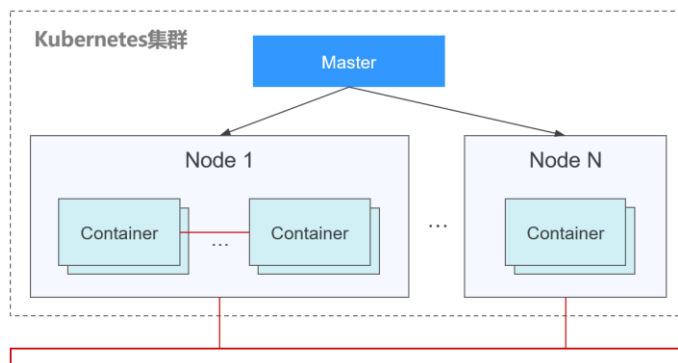 Kubernetes集群
Master
Node 1
Node N
Container
...
Container
...
Container